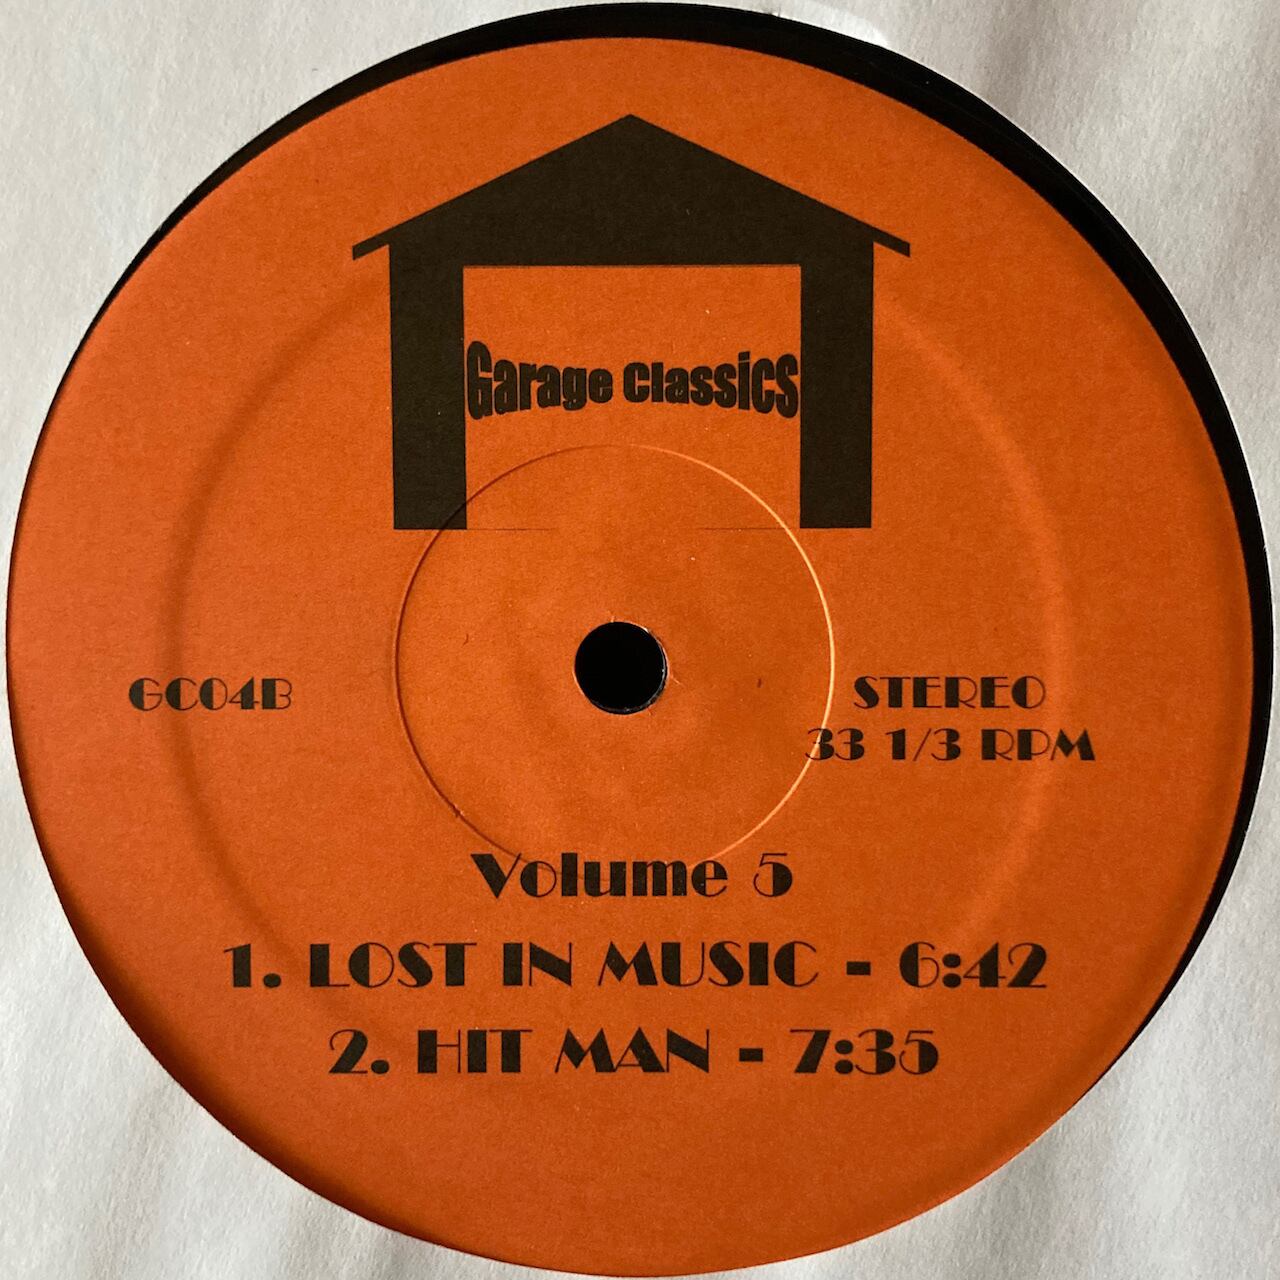 Garage Classics
GC04B
STEREO
33 1/3 RPM
Volume 5
1. LOST IN MUSIC - 6:42
2. HIT MAN - 7:35